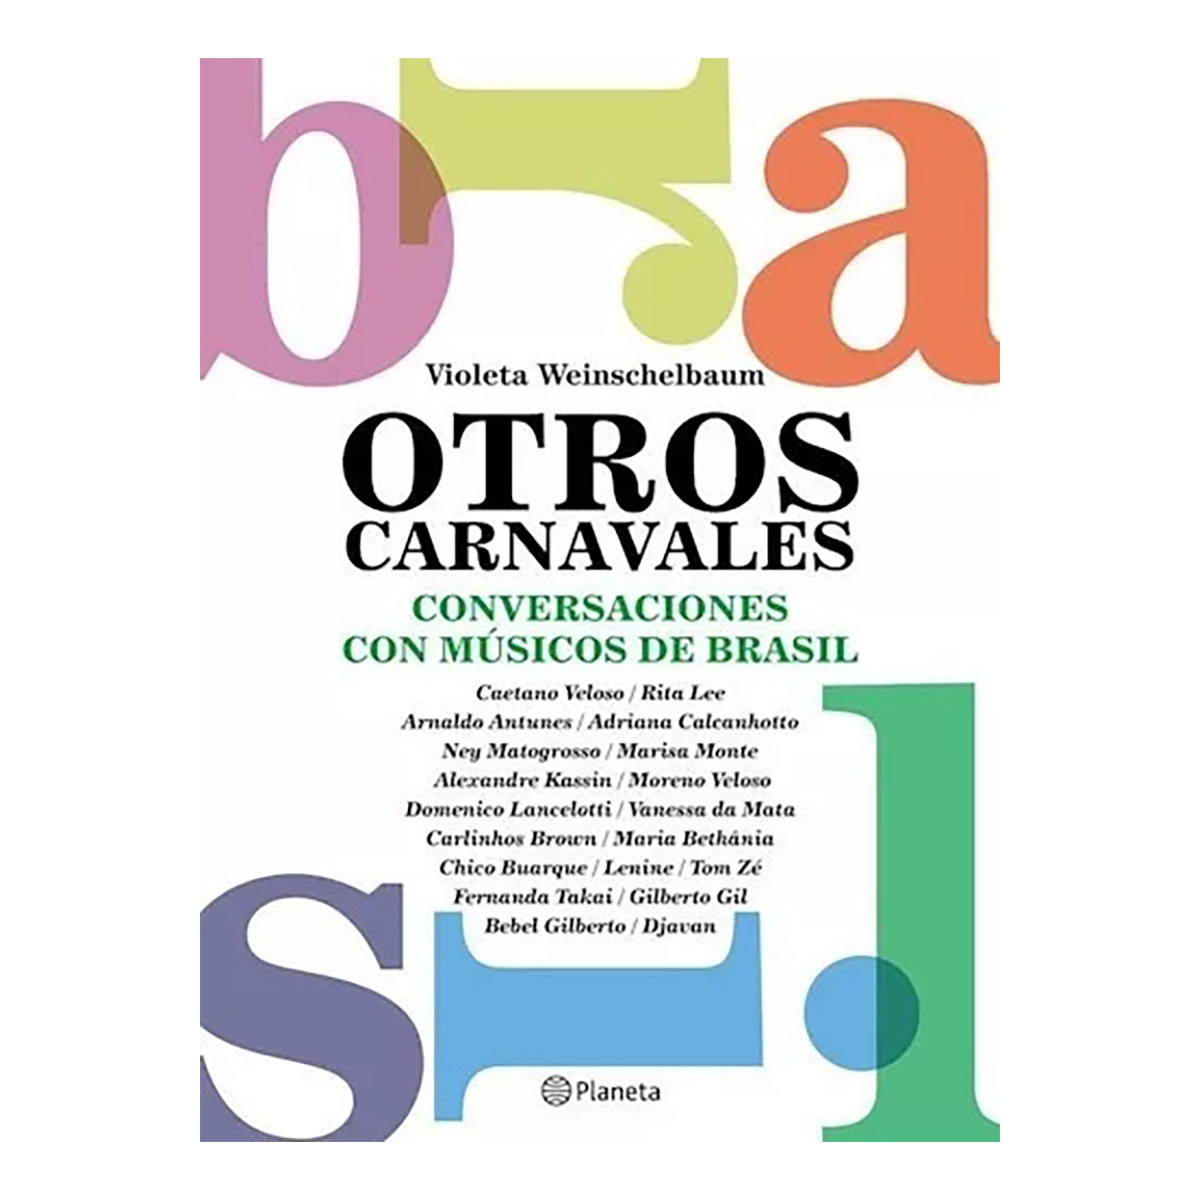 bra
Violeta Weinschelbaum
OTROS
CARNAVALES
CONVERSACIONES
CON MÚSICOS DE BRASIL
Caetano Veloso / Rita Lee
Arnaldo Antunes / Adriana Calcanhotto
Ney Matogrosso / Marisa Monte
Alexandre Kassin / Moreno Veloso
Domenico Lancelotti / Vanessa da Mata
Carlinhos Brown / Maria Bethânia
Chico Buarque / Lenine / Tom Zé
Fernanda Takai / Gilberto Gil
Bebel Gilberto / Djavan
sil
Planeta